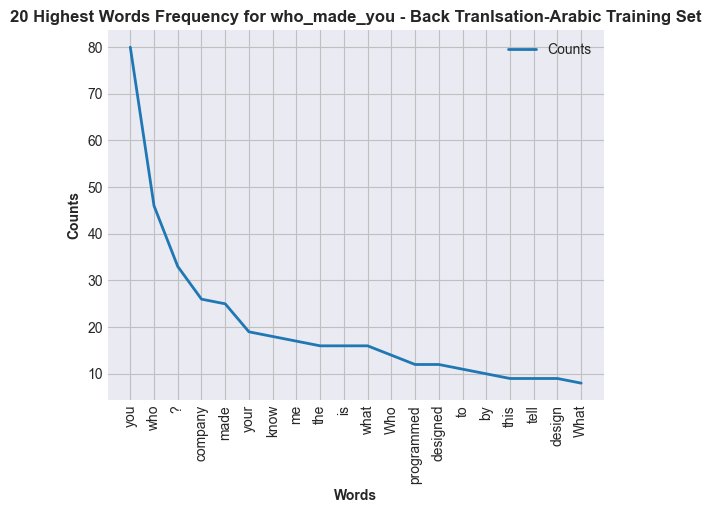 20 Highest Words Frequency for who_made_you - Back Tranlsation-Arabic Training Set
Counts
80
70
60
50
40
30
20
10
Counts
you
who
?
company
made
your
know
me
the
is
what
Who
programmed
designed
to
by
this
tell
design
What
Words